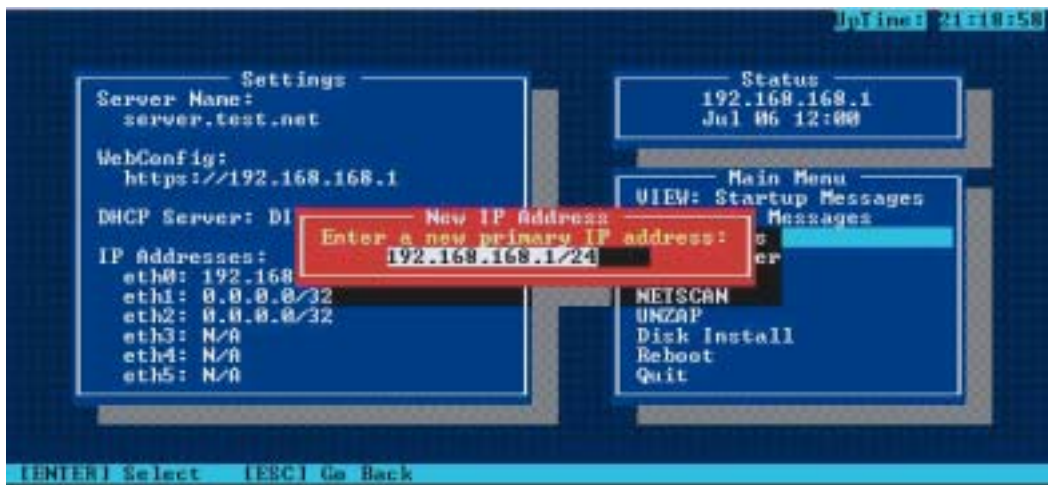 UpTime: 21:18:58
Settings
Server Name:
server.test.net
WebConfig:
https://192.168.168.1
DHCP Server: DI
IP Addresses:
eth0: 192.168
eth1: 0.0.0.0/32
eth2: 0.0.0.0/32
eth3: N/A
eth4: N/A
eth5: N/A
Status
192.168.168.1
Jul 06 12:00
Main Menu
VIEW: Startup Messages
Messages
New IP Address
Enter a new primary IP address:
192.168.168.1/24
NETSCAN
UNZAP
Disk Install
Reboot
Quit
[ENTER] Select [ESC] Go Back